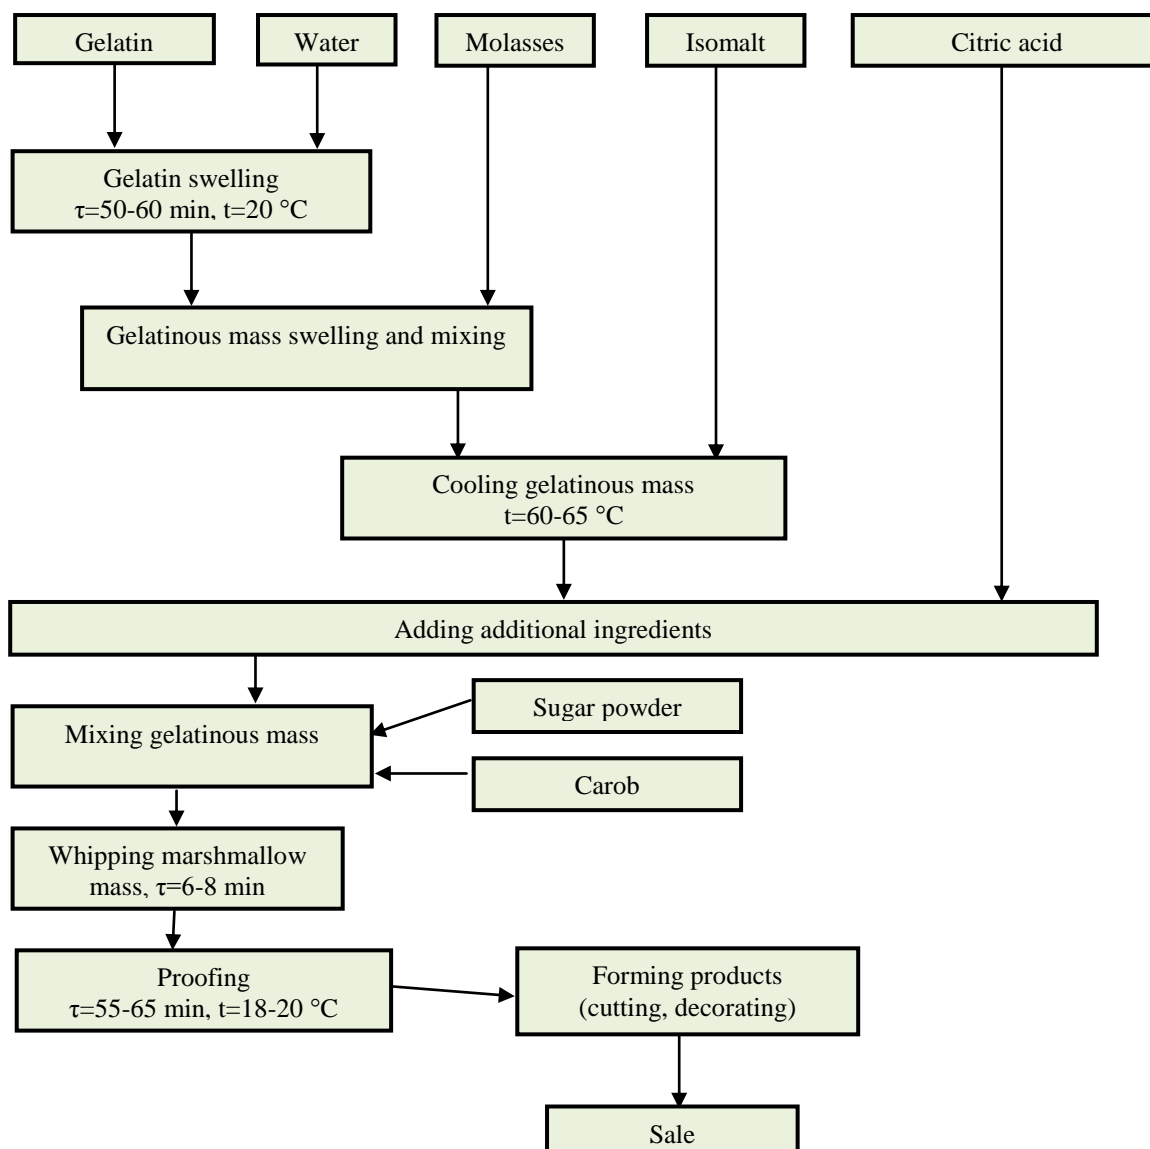 Gelatin
Water
Molasses
Isomalt
Citric acid
Gelatin swelling
τ=50-60 min, t=20 °C
Gelatinous mass swelling and mixing
Cooling gelatinous mass
t=60-65 °C
Adding additional ingredients
Mixing gelatinous mass
Sugar powder
Carob
Whipping marshmallow
mass, τ=6-8 min
Proofing
τ=55-65 min, t=18-20 °C
Forming products
(cutting, decorating)
Sale